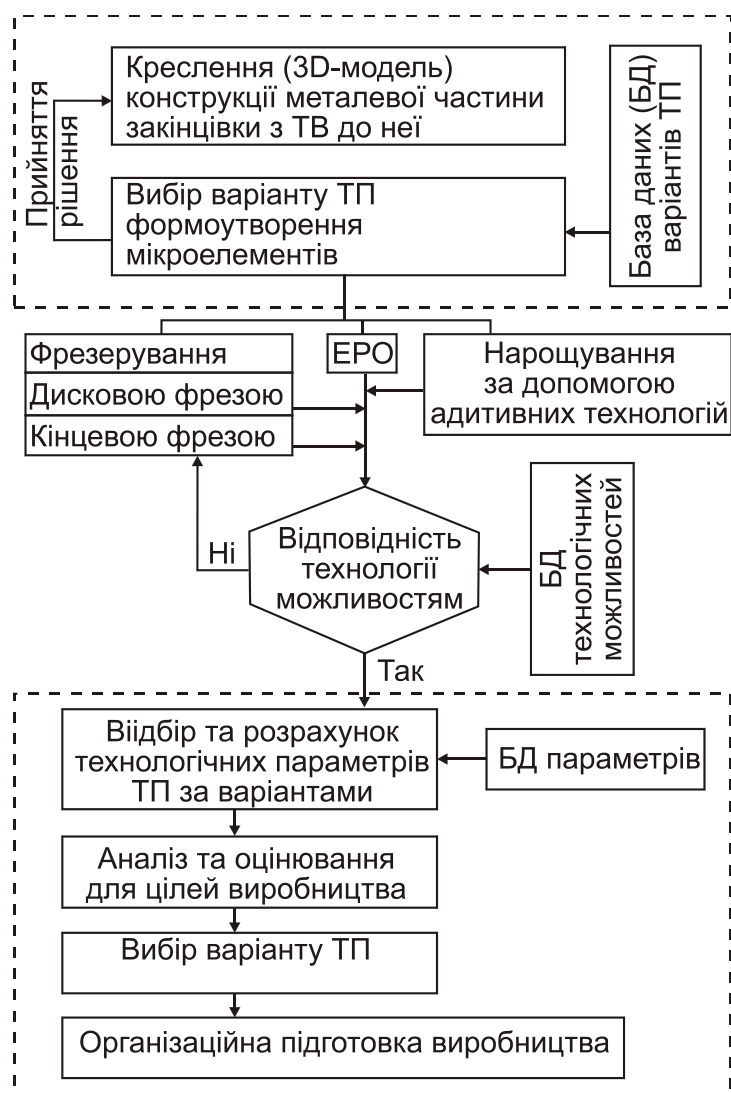 Креслення (3D-модель)
конструкції металевої частини
закінцівки з ТВ до неї
Прийняття
рішення
Вибір варіанту ТП
формоутворення
мікроелементів
База даних (БД)
варіантів ТП
Фрезерування
Дисковою фрезою
Кінцевою фрезою
ЕРО
Нарощування
за допомогою
адитивних технологій
Відповідність
технології
можливостям
Ні
БД
технологічних
можливостей
Так
Віідбір та розрахунок
технологічних параметрів
ТП за варіантами
БД параметрів
Аналіз та оцінювання
для цілей виробництва
Вибір варіанту ТП
Організаційна підготовка виробництва